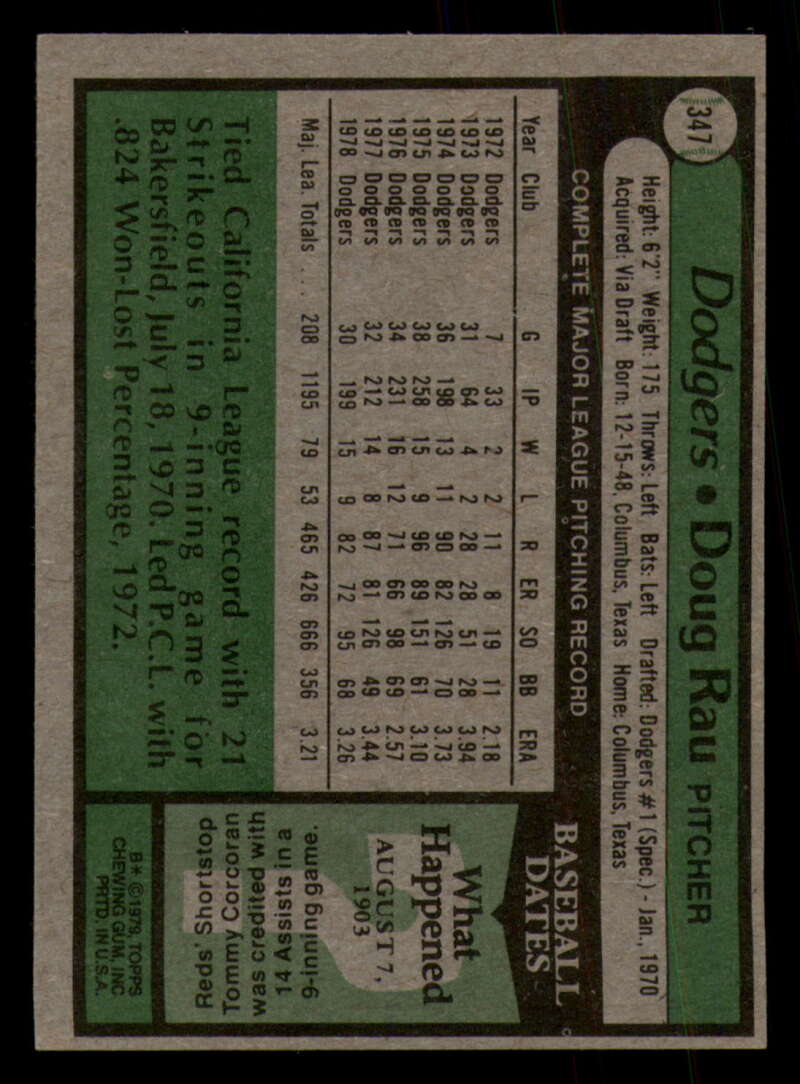 347
Dodgers • Doug Rau PITCHER
Height: 6'2" Weight: 175 Throws: Left Bats: Left Drafted: Dodgers #1 (Spec.) - Jan., 1970
Acquired: Via Draft Born: 12-15-48, Columbus, Texas Home: Columbus, Texas
COMPLETE MAJOR LEAGUE PITCHING RECORD
Year Club G IP W L R ER SO BB ERA
1972 Dodgers 7 33 2 2 11 8 19 11 2.18
1973 Dodgers 31 64 4 2 28 28 51 28 3.94
1974 Dodgers 36 198 13 11 90 82 126 70 3.73
1975 Dodgers 38 258 15 9 96 89 151 61 3.10
1976 Dodgers 34 231 16 12 71 66 98 69 2.57
1977 Dodgers 32 212 14 8 87 81 126 49 3.44
1978 Dodgers 30 199 15 9 82 72 95 68 3.26
Maj. Lea. Totals . . . 208 1195 79 53 465 426 666 356 3.21
Tied California League record with 21
Strikeouts in 9-inning game for
Bakersfield, July 18, 1970. Led P.C.L. with
.824 Won-Lost Percentage, 1972.
BASEBALL
DATES
What
Happened
AUGUST 7,
1903
Reds' Shortstop
Tommy Corcoran
was credited with
14 Assists in a
9-inning game.
B* © 1979, TOPPS
CHEWING GUM, INC
PRTD. IN U.S.A.